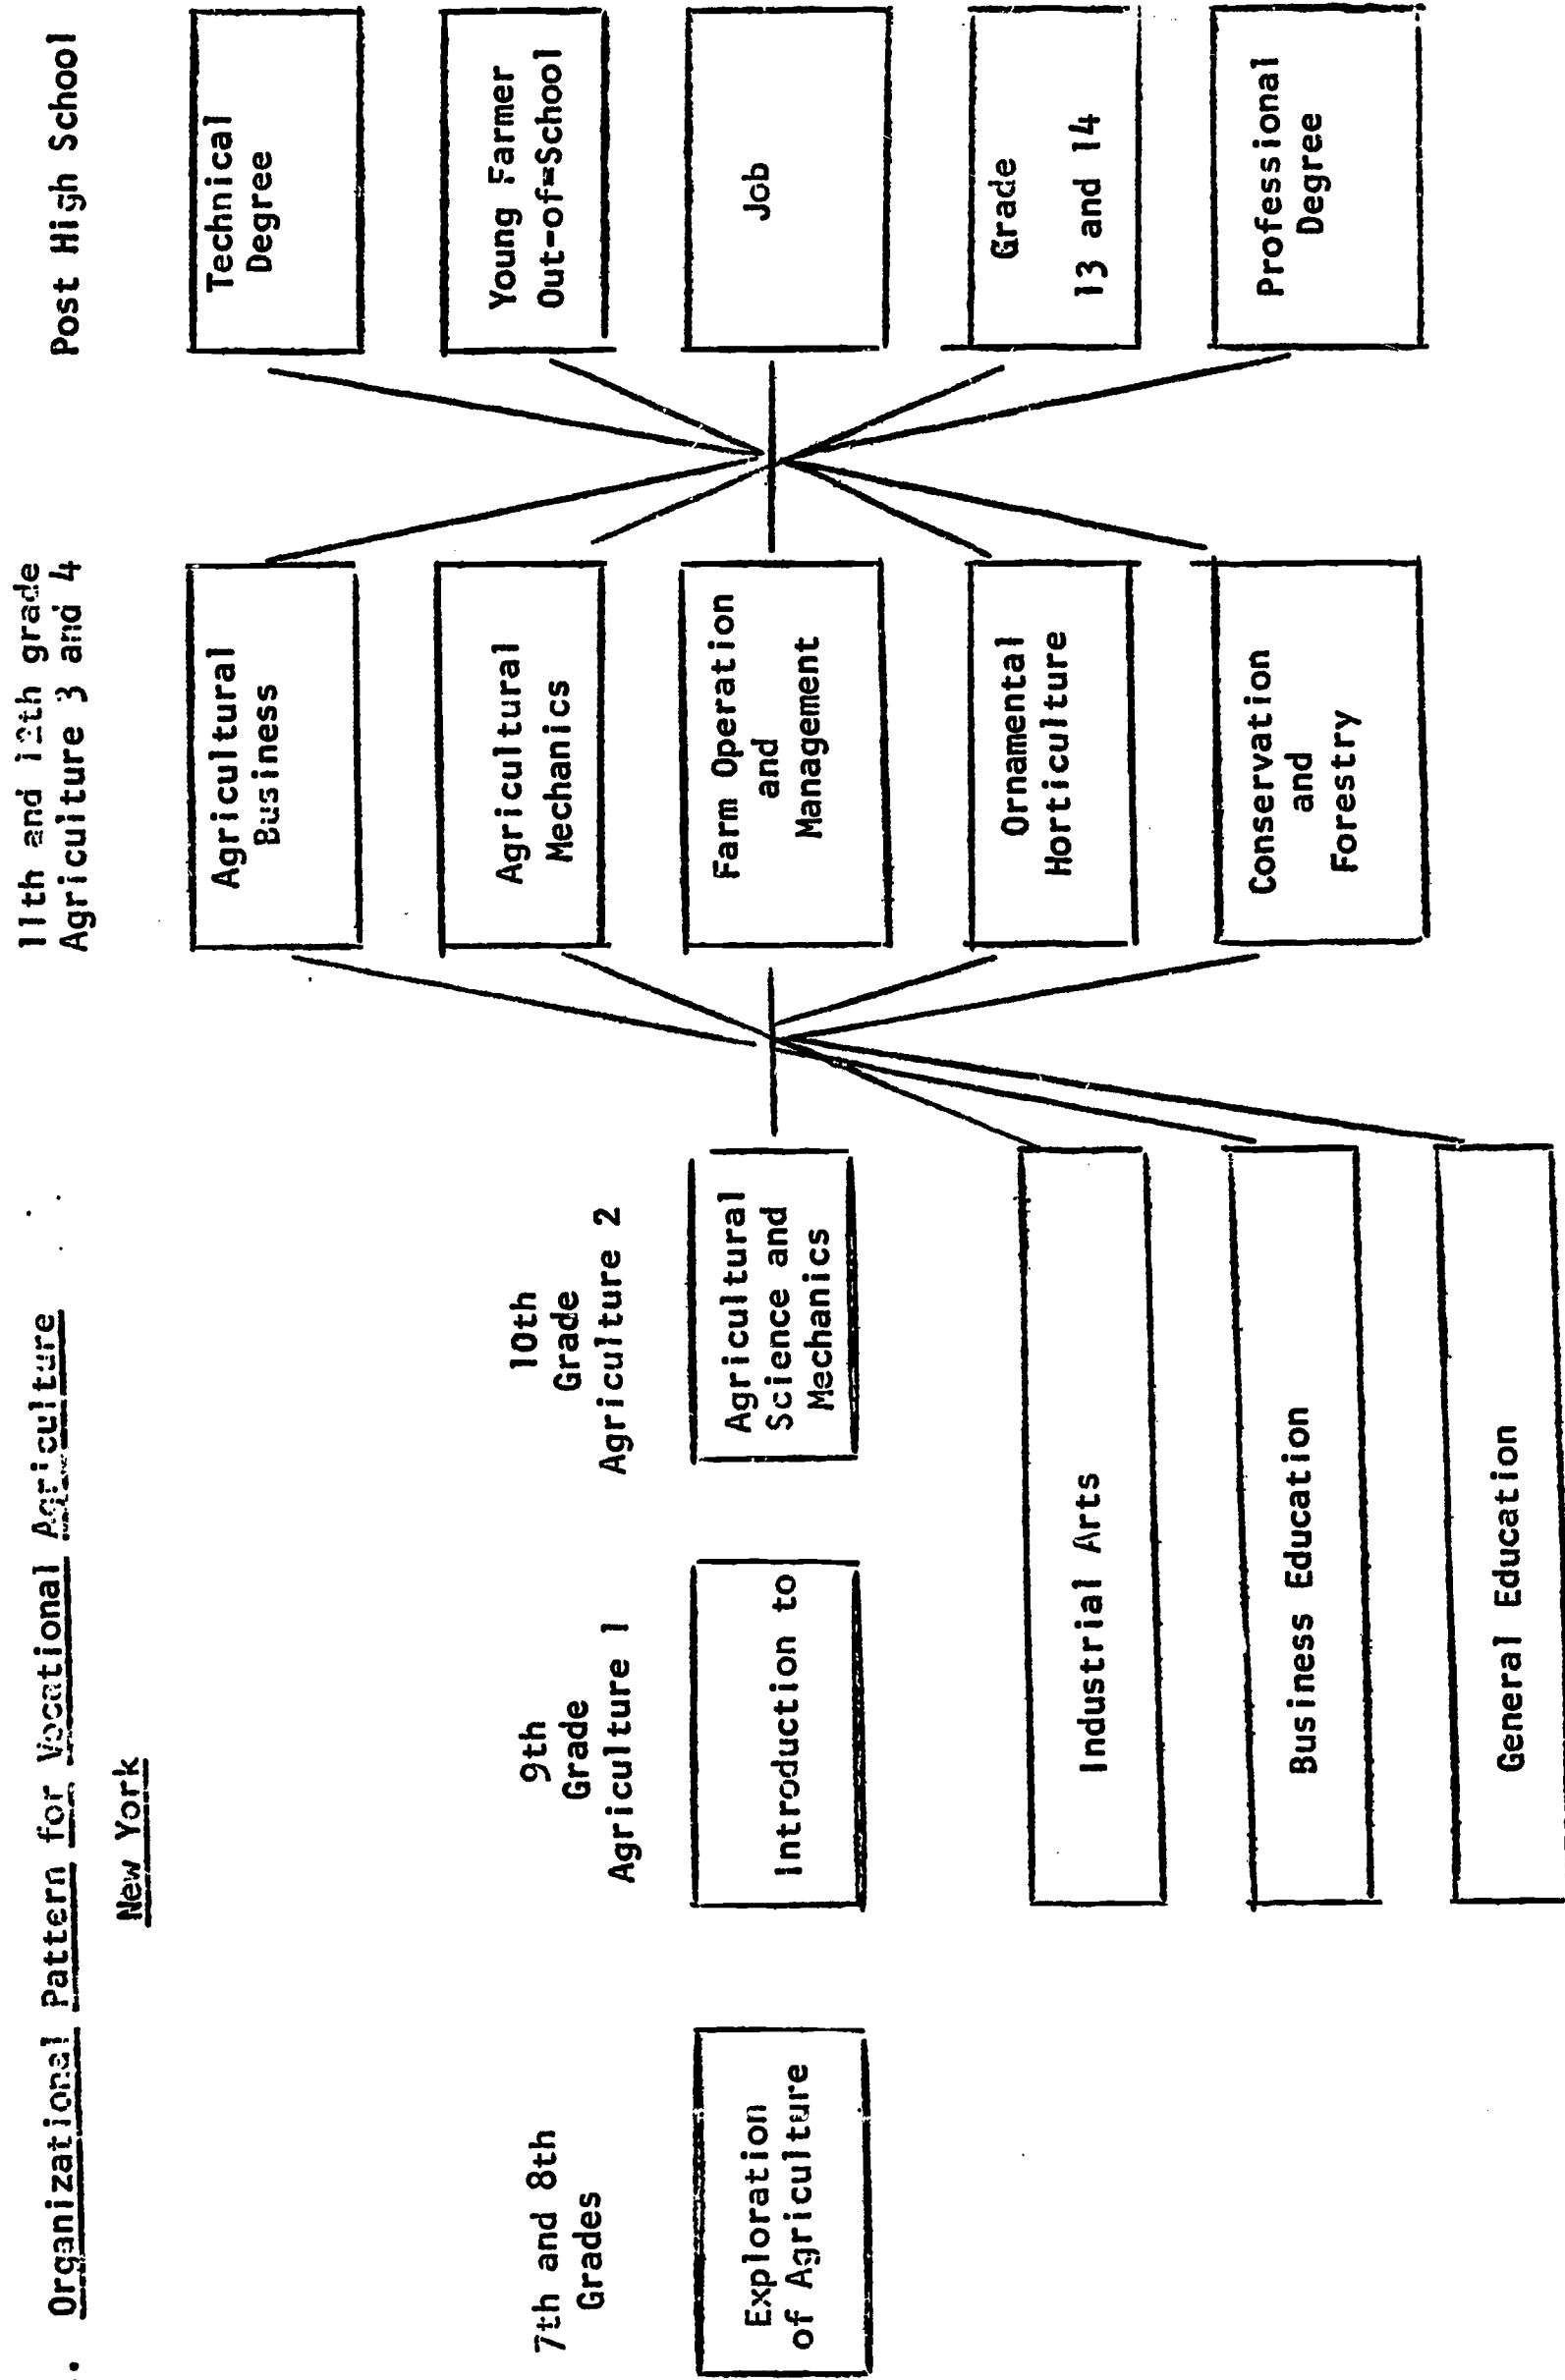 Organizational Pattern for Vocational Agriculture
New York
7th and 8th
Grades
Exploration
of Agriculture
9th
Grade
Agriculture 1
Introduction to
10th
Grade
Agriculture 2
Agricultural
Science and
Mechanics
Industrial Arts
Business Education
General Education
11th and 12th grade
Agriculture 3 and 4
Agricultural
Business
Agricultural
Mechanics
Farm Operation
and
Management
Ornamental
Horticulture
Conservation
and
Forestry
Post High School
Technical
Degree
Young Farmer
Out-of=School
Job
Grade
13 and 14
Professional
Degree